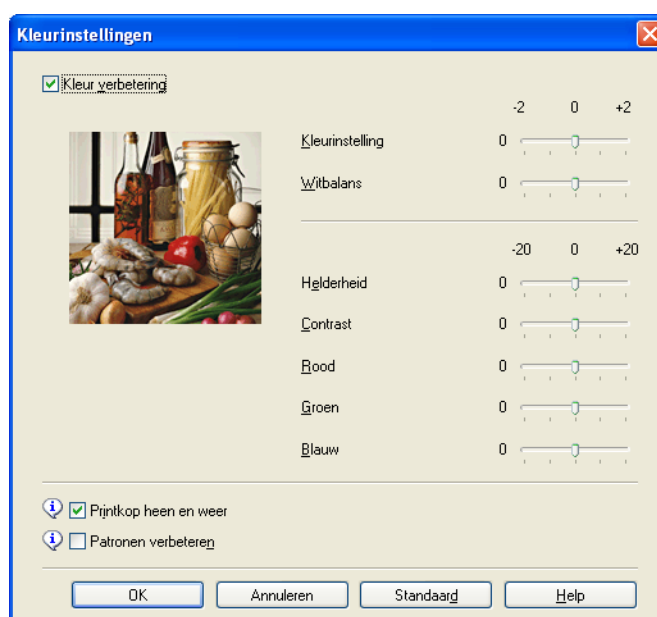 Kleurinstellingen
Kleur verbetering
-2 0 +2
Kleurinstelling 0
Witbalans 0
-20 0 +20
Helderheid 0
Contrast 0
Rood 0
Groen 0
Blauw 0
Printkop heen en weer
Patronen verbeteren
OK Annuleren Standaard Help